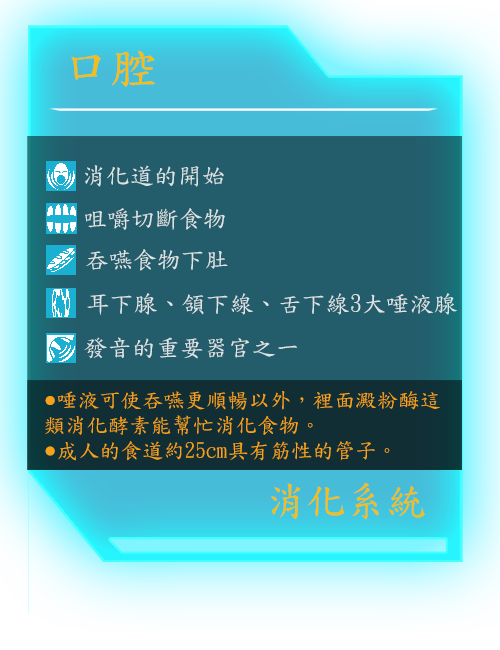 口腔
消化道的開始
咀嚼切斷食物
吞嚥食物下肚
耳下腺、頷下線、舌下線3大唾液腺
發音的重要器官之一
●唾液可使吞嚥更順暢以外，裡面澱粉酶這
類消化酵素能幫忙消化食物。
●成人的食道約25cm具有筋性的管子。
消化系統